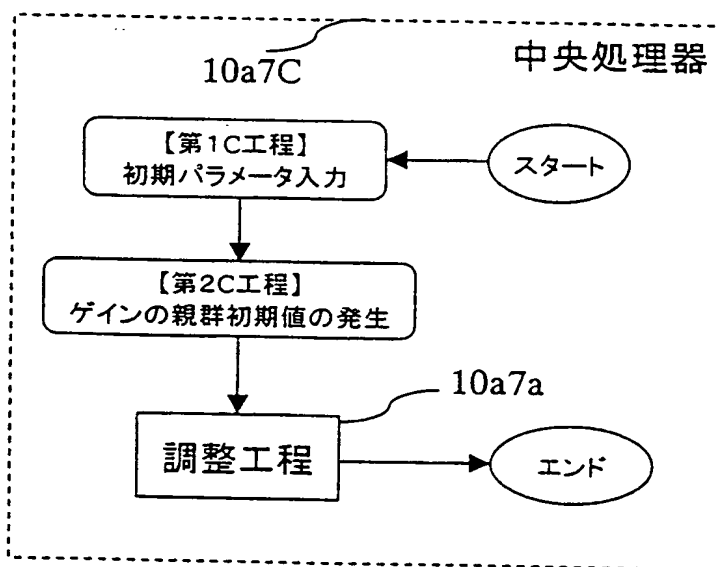 10a7C
中央処理器
【第1C工程】
初期パラメータ入力
スタート
【第2C工程】
ゲインの親群初期値の発生
10a7a
調整工程
エンド